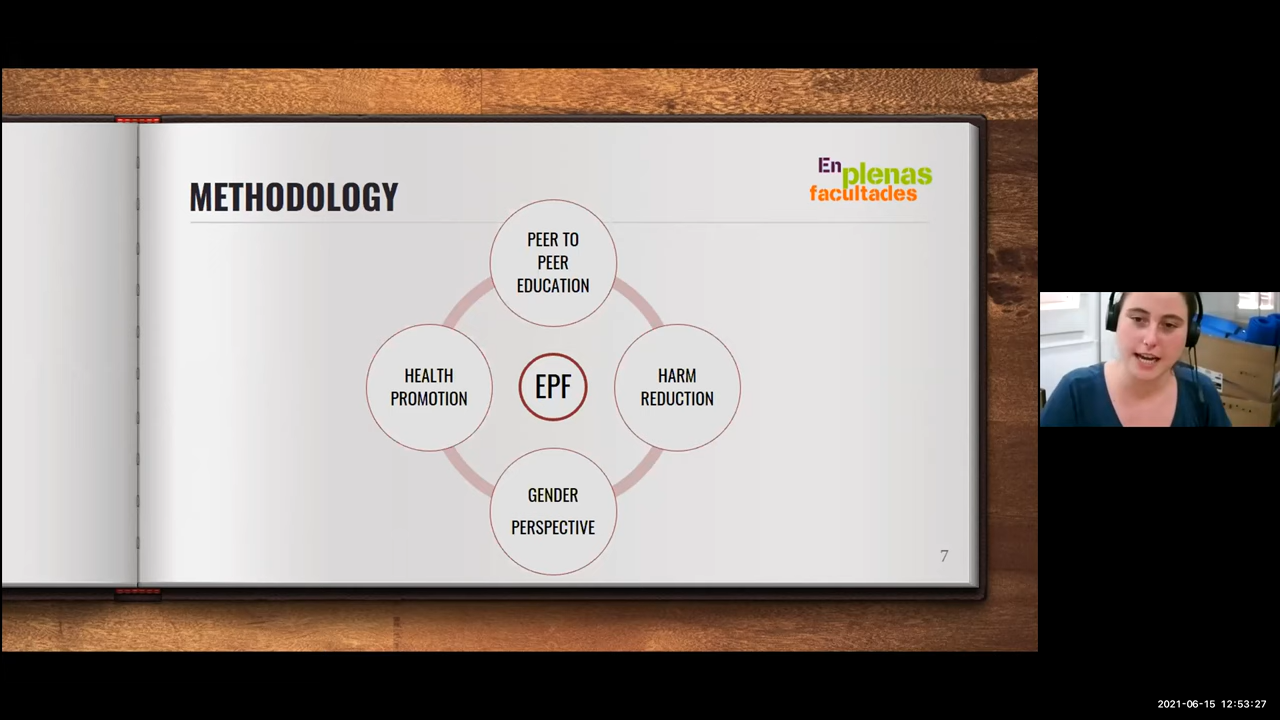 METHODOLOGY
En
plenas
facultades
PEER TO
PEER
EDUCATION
HEALTH
PROMOTION
EPF
HARM
REDUCTION
GENDER
PERSPECTIVE
7
2021-06-15 12:53:27